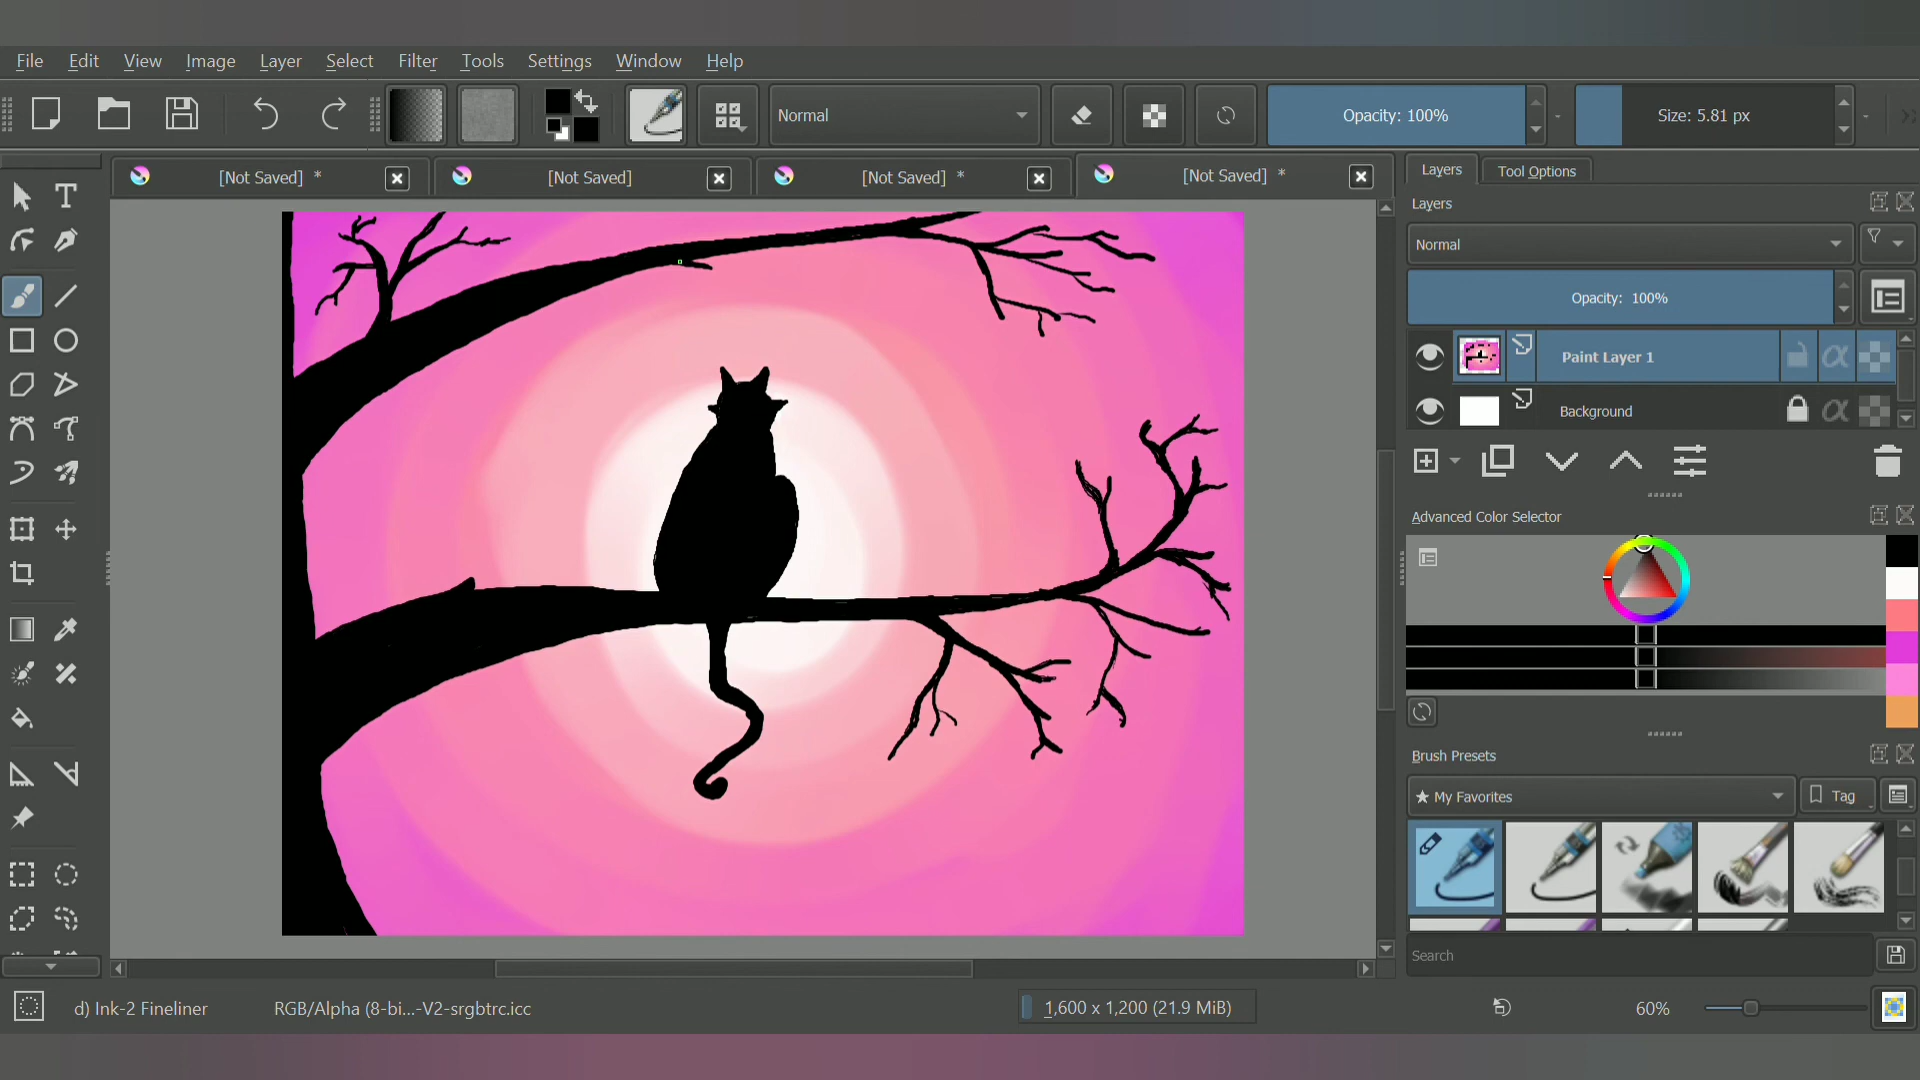 File Edit View Image Layer Select Filter Tools Settings Window Help
Normal Opacity: 100% Size: 5.81 px
[Not Saved] * [Not Saved] [Not Saved] * [Not Saved] * Layers Tool Options
Layers
Normal
Opacity: 100%
Paint Layer 1
Background
Advanced Color Selector
Brush Presets
★ My Favorites Tag
Search
d) Ink-2 Fineliner RGB/Alpha (8-bi...-V2-srgbtrc.icc 1,600 x 1,200 (21.9 MiB) 60%